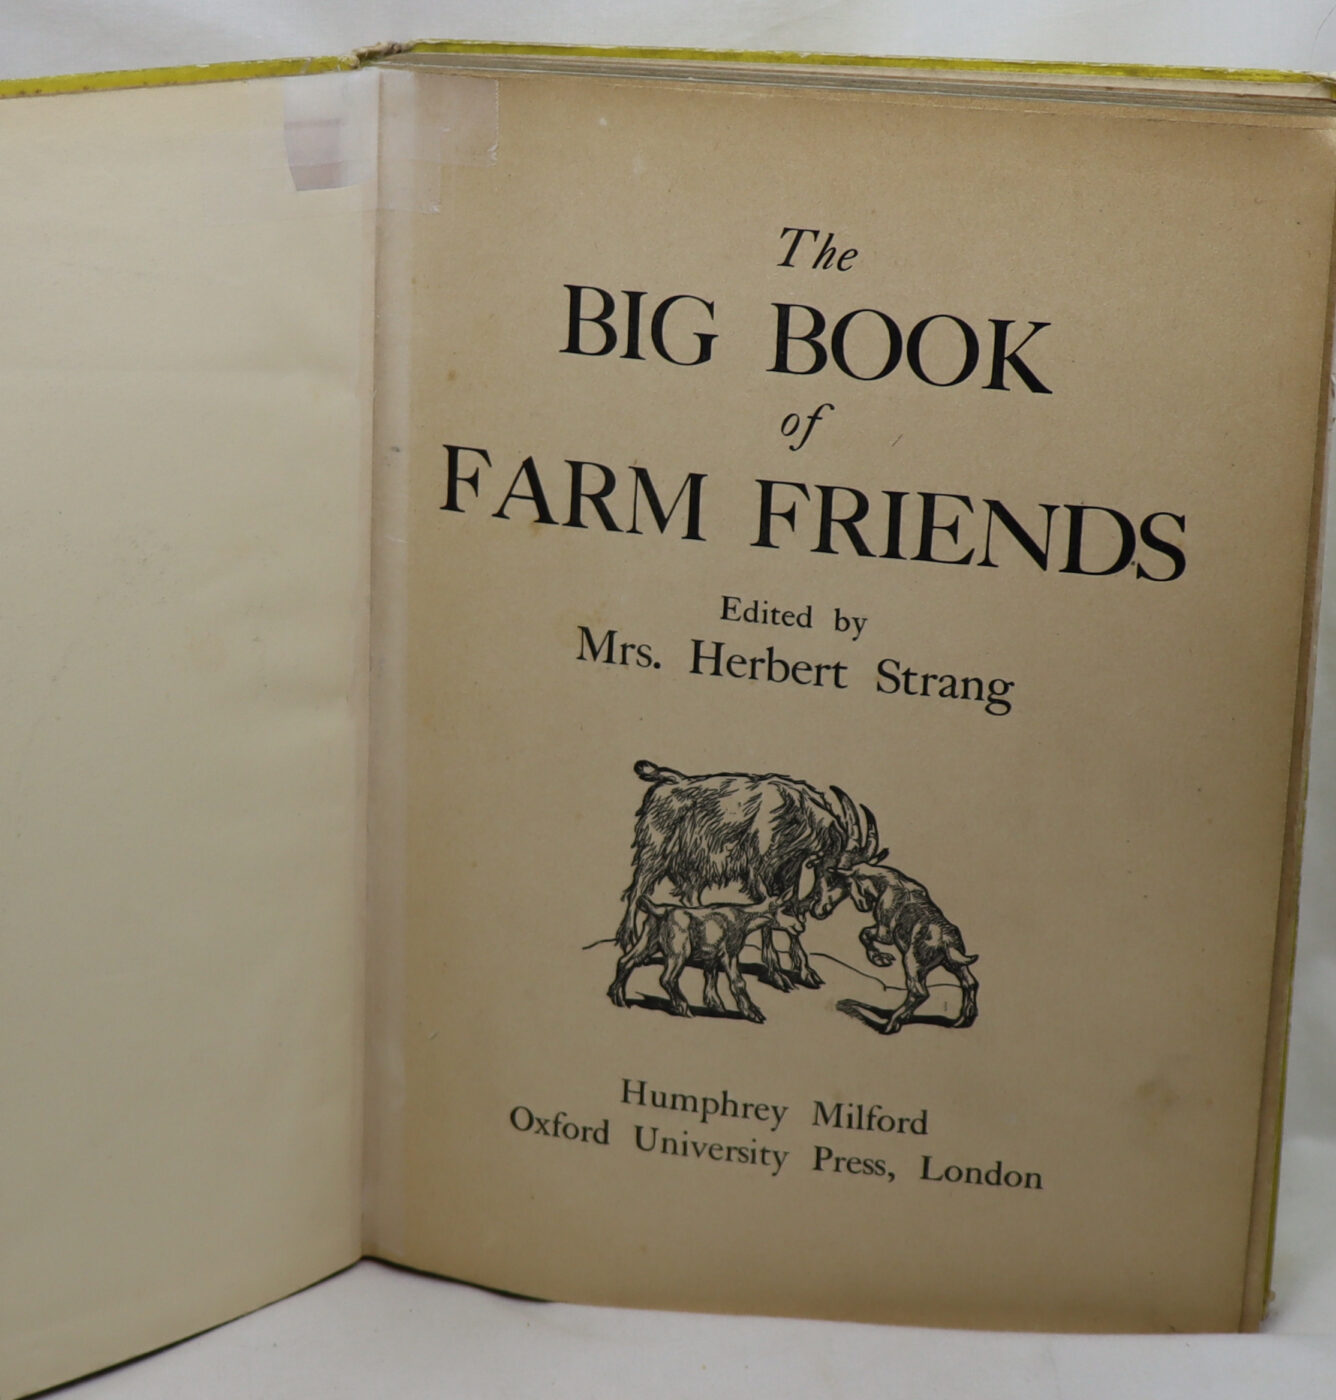 The
BIG BOOK
of
FARM FRIENDS
Edited by
Mrs. Herbert Strang
Humphrey Milford
Oxford University Press, London